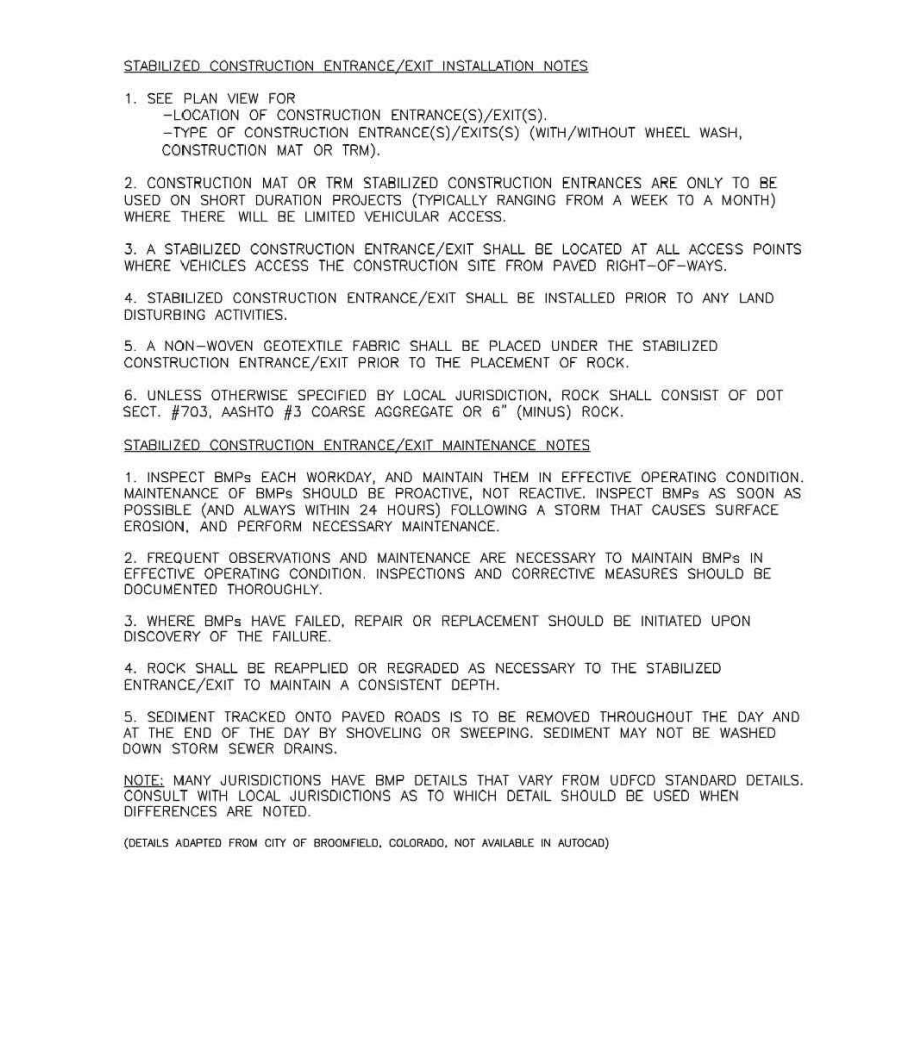 STABILIZED CONSTRUCTION ENTRANCE/EXIT INSTALLATION NOTES
1. SEE PLAN VIEW FOR
-LOCATION OF CONSTRUCTION ENTRANCE(S)/EXIT(S).
-TYPE OF CONSTRUCTION ENTRANCE(S)/EXITS(S) (WITH/WITHOUT WHEEL WASH,
CONSTRUCTION MAT OR TRM).
2. CONSTRUCTION MAT OR TRM STABILIZED CONSTRUCTION ENTRANCES ARE ONLY TO BE
USED ON SHORT DURATION PROJECTS (TYPICALLY RANGING FROM A WEEK TO A MONTH)
WHERE THERE WILL BE LIMITED VEHICULAR ACCESS.
3. A STABILIZED CONSTRUCTION ENTRANCE/EXIT SHALL BE LOCATED AT ALL ACCESS POINTS
WHERE VEHICLES ACCESS THE CONSTRUCTION SITE FROM PAVED RIGHT-OF-WAYS.
4. STABILIZED CONSTRUCTION ENTRANCE/EXIT SHALL BE INSTALLED PRIOR TO ANY LAND
DISTURBING ACTIVITIES.
5. A NON-WOVEN GEOTEXTILE FABRIC SHALL BE PLACED UNDER THE STABILIZED
CONSTRUCTION ENTRANCE/EXIT PRIOR TO THE PLACEMENT OF ROCK.
6. UNLESS OTHERWISE SPECIFIED BY LOCAL JURISDICTION, ROCK SHALL CONSIST OF DOT
SECT. #703, AASHTO #3 COARSE AGGREGATE OR 6" (MINUS) ROCK.
STABILIZED CONSTRUCTION ENTRANCE/EXIT MAINTENANCE NOTES
1. INSPECT BMPs EACH WORKDAY, AND MAINTAIN THEM IN EFFECTIVE OPERATING CONDITION.
MAINTENANCE OF BMPs SHOULD BE PROACTIVE, NOT REACTIVE. INSPECT BMPs AS SOON AS
POSSIBLE (AND ALWAYS WITHIN 24 HOURS) FOLLOWING A STORM THAT CAUSES SURFACE
EROSION, AND PERFORM NECESSARY MAINTENANCE.
2. FREQUENT OBSERVATIONS AND MAINTENANCE ARE NECESSARY TO MAINTAIN BMPs IN
EFFECTIVE OPERATING CONDITION. INSPECTIONS AND CORRECTIVE MEASURES SHOULD BE
DOCUMENTED THOROUGHLY.
3. WHERE BMPs HAVE FAILED, REPAIR OR REPLACEMENT SHOULD BE INITIATED UPON
DISCOVERY OF THE FAILURE.
4. ROCK SHALL BE REAPPLIED OR REGRADED AS NECESSARY TO THE STABILIZED
ENTRANCE/EXIT TO MAINTAIN A CONSISTENT DEPTH.
5. SEDIMENT TRACKED ONTO PAVED ROADS IS TO BE REMOVED THROUGHOUT THE DAY AND
AT THE END OF THE DAY BY SHOVELING OR SWEEPING. SEDIMENT MAY NOT BE WASHED
DOWN STORM SEWER DRAINS.
NOTE: MANY JURISDICTIONS HAVE BMP DETAILS THAT VARY FROM UDFCD STANDARD DETAILS.
CONSULT WITH LOCAL JURISDICTIONS AS TO WHICH DETAIL SHOULD BE USED WHEN
DIFFERENCES ARE NOTED.
(DETAILS ADAPTED FROM CITY OF BROOMFIELD, COLORADO, NOT AVAILABLE IN AUTOCAD)